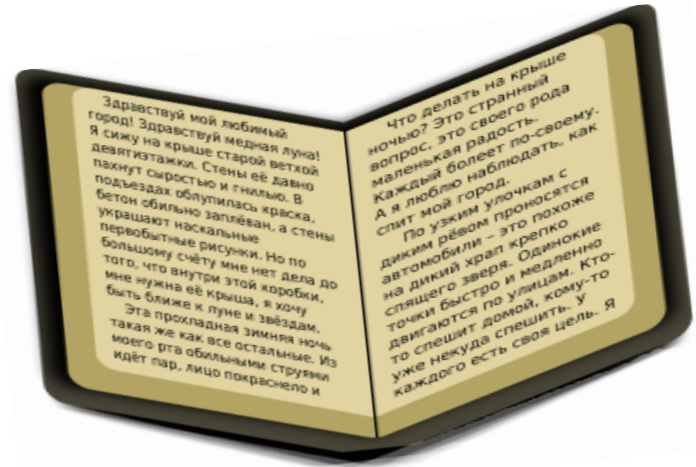 Здравствуй мой любимый
город! Здравствуй медная луна!
Я сижу на крыше старой ветхой
девятиэтажки. Стены её давно
пахнут сыростью и гнилью. В
подъездах облупилась краска,
бетон обильно заплёван, а стены
украшают наскальные
первобытные рисунки. Но по
большому счёту мне нет дела до
того, что внутри этой коробки,
мне нужна её крыша, я хочу
быть ближе к луне и звёздам.
Эта прохладная зимняя ночь
такая же как все остальные. Из
моего рта обильными струями
идёт пар, лицо покраснело и
Что делать на крыше
ночью? Это странный
вопрос, это своего рода
маленькая радость.
Каждый болеет по-своему.
А я люблю наблюдать, как
спит мой город.
По узким улочкам с
диким рёвом проносятся
автомобили – это похоже
на дикий храп крепко
спящего зверя. Одинокие
точки быстро и медленно
двигаются по улицам. Кто-
то спешит домой, кому-то
уже некуда спешить. У
каждого есть своя цель. Я